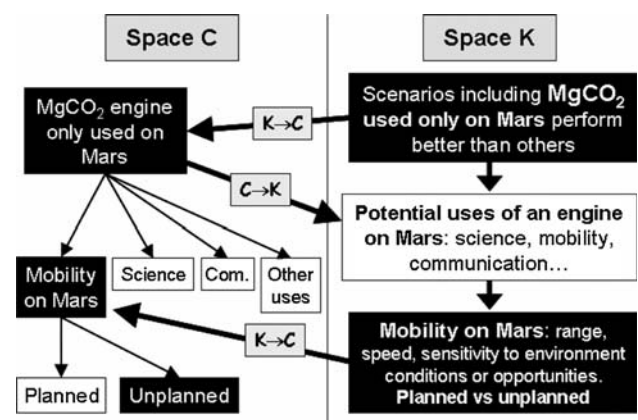 Space C
Space K
MgCO₂ engine
only used on
Mars
K→C
C→K
Scenarios including MgCO₂
used only on Mars perform
better than others
Potential uses of an engine
on Mars: science, mobility,
communication…
Mobility
on Mars
Science
Com.
Other
uses
K→C
Mobility on Mars: range,
speed, sensitivity to environment
conditions or opportunities.
Planned vs unplanned
Planned
Unplanned